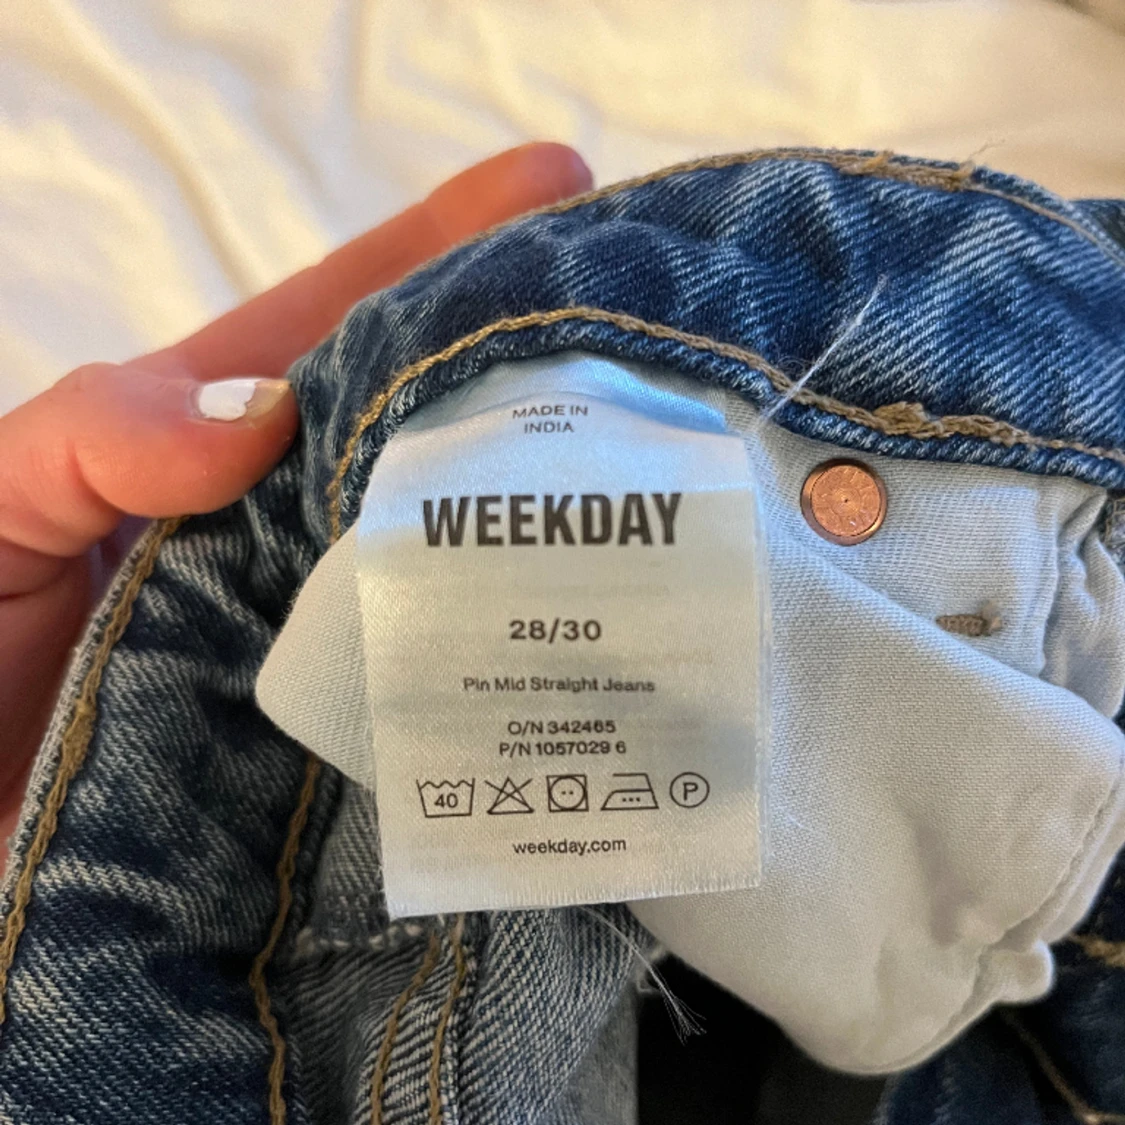 MADE IN
INDIA
WEEKDAY
28/30
Pin Mid Straight Jeans
O/N 342465
P/N 1057029 6
40 P
weekday.com